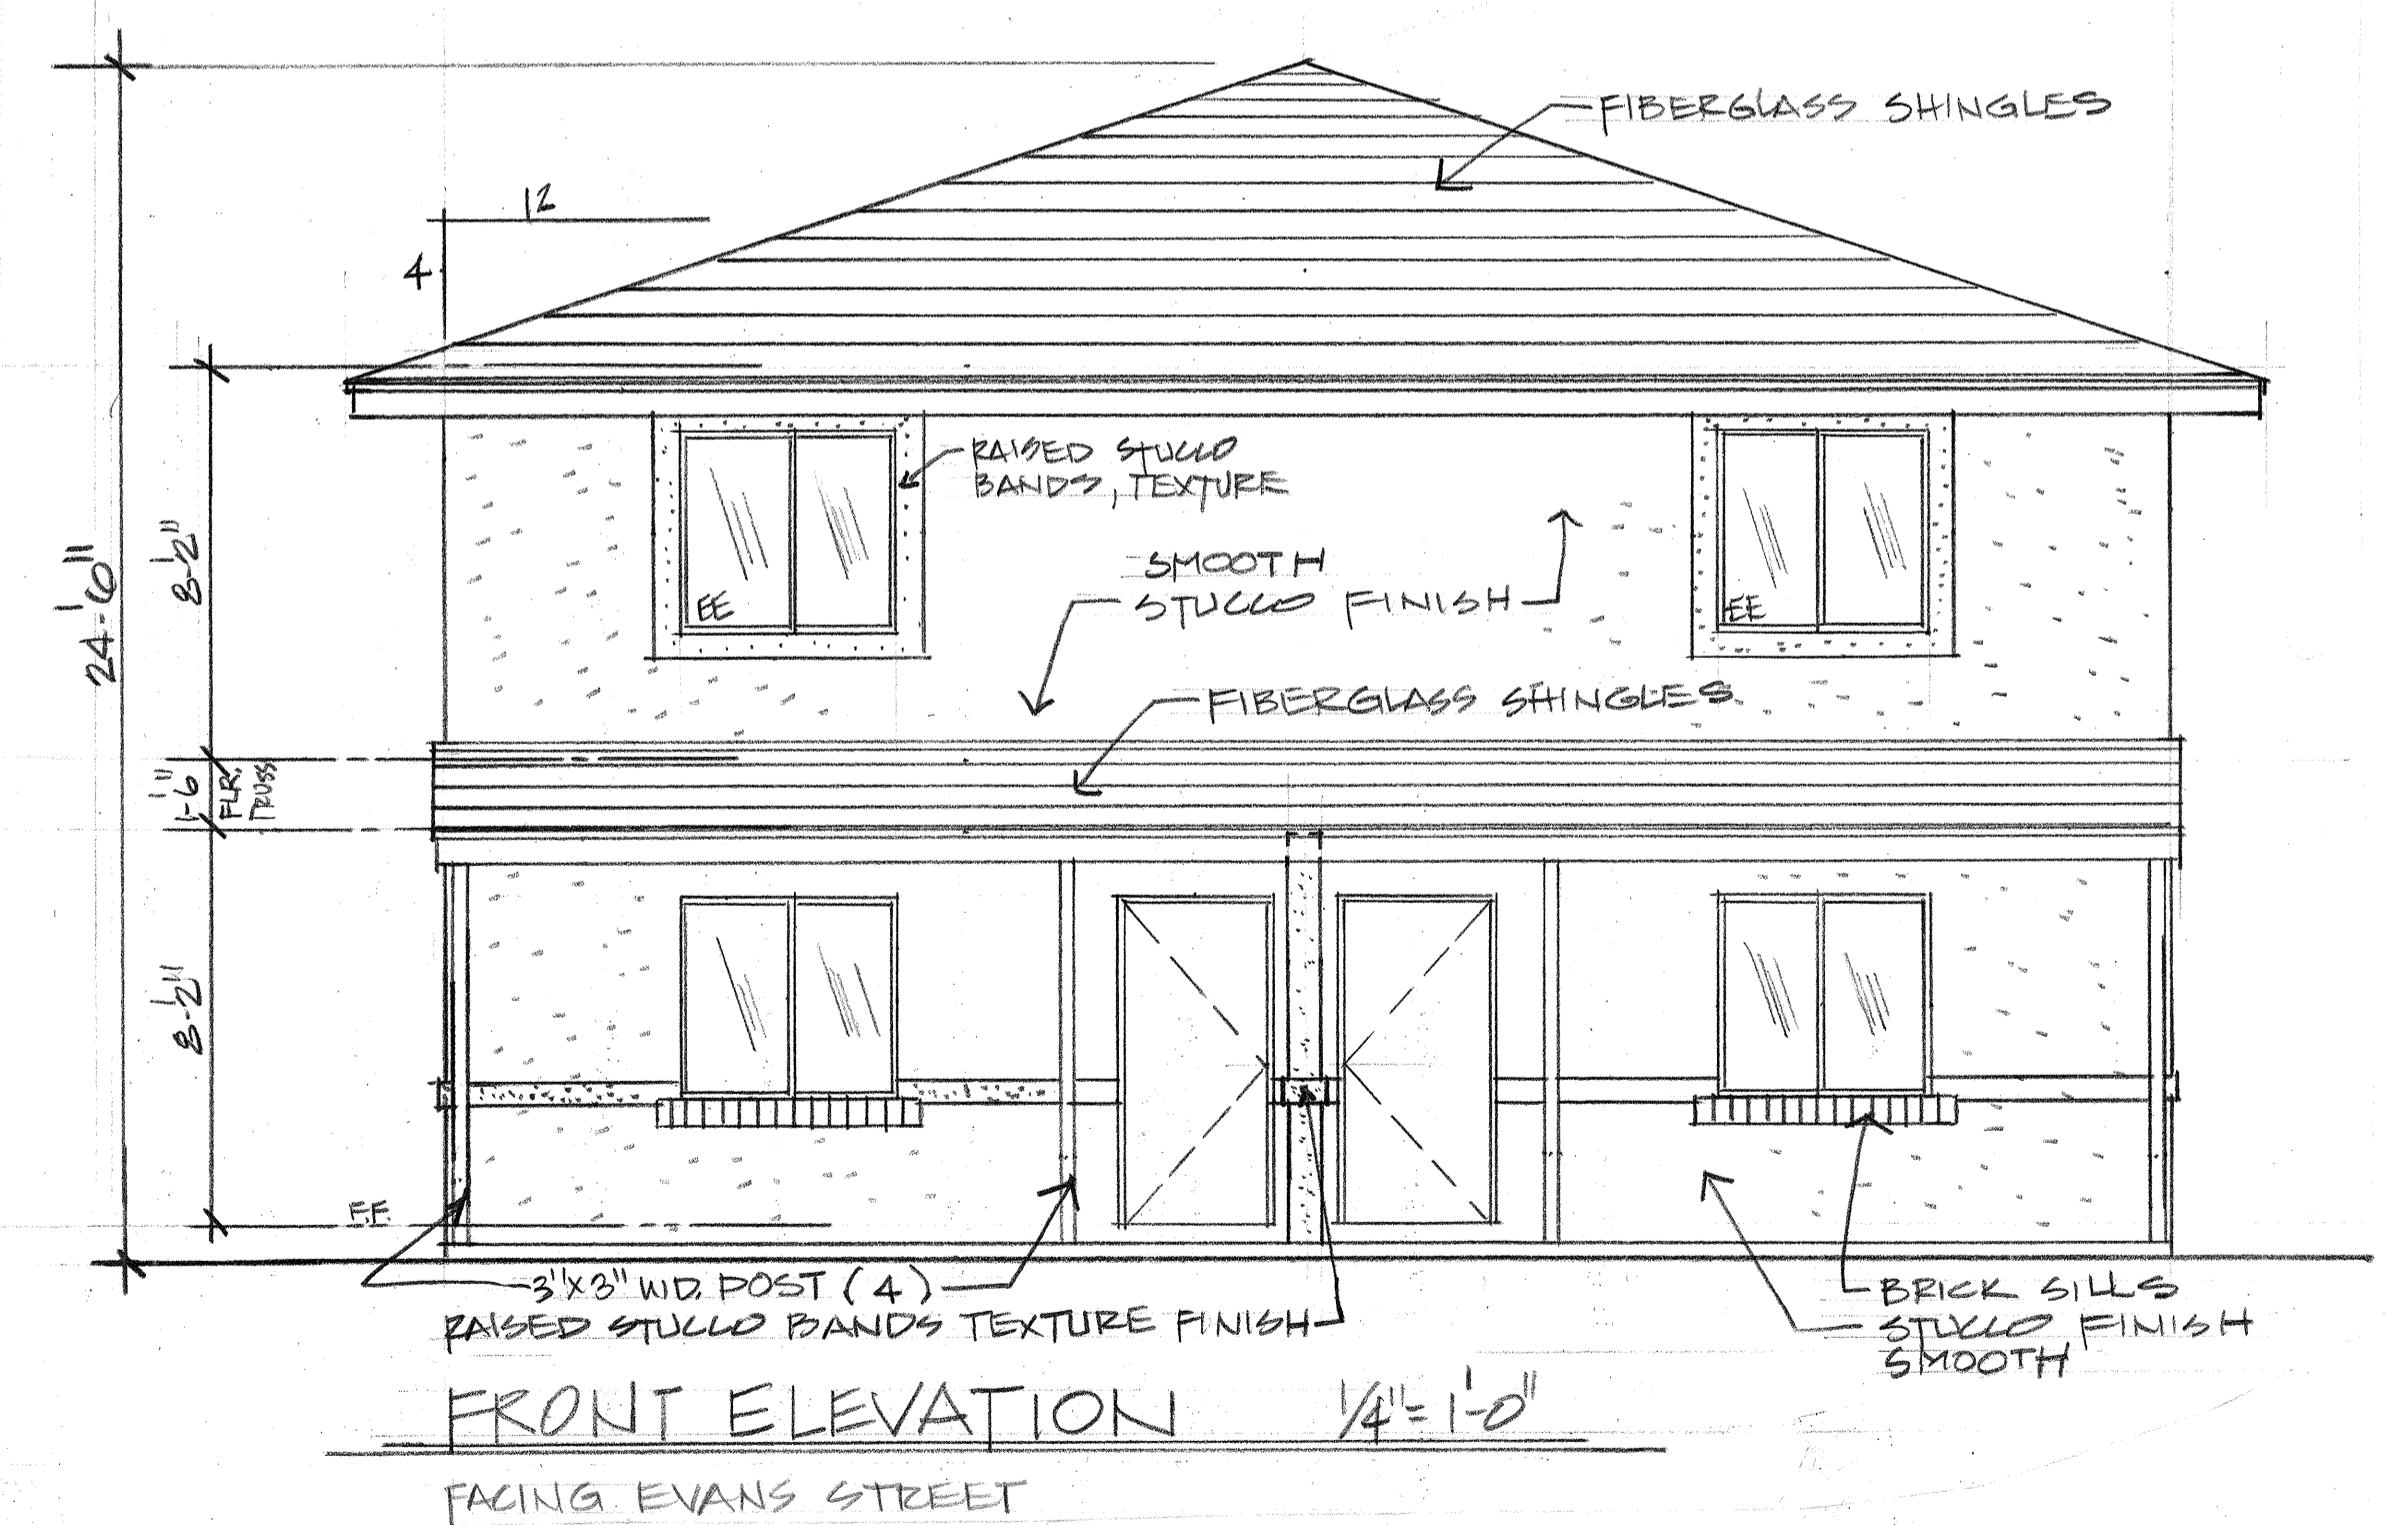 FIBERGLASS SHINGLES
12
4
RAISED STUCCO
BANDS, TEXTURE
SMOOTH
STUCCO FINISH
EE
EE
24'-6"
8'-2"
FIBERGLASS SHINGLES
1'-6"
FLR.
TRUSS
8'-2"
F.F.
3"X3" WD. POST (4)
RAISED STUCCO BANDS TEXTURE FINISH
BRICK SILLS
STUCCO FINISH
SMOOTH
FRONT ELEVATION 1/4"=1'-0"
FACING EVANS STREET